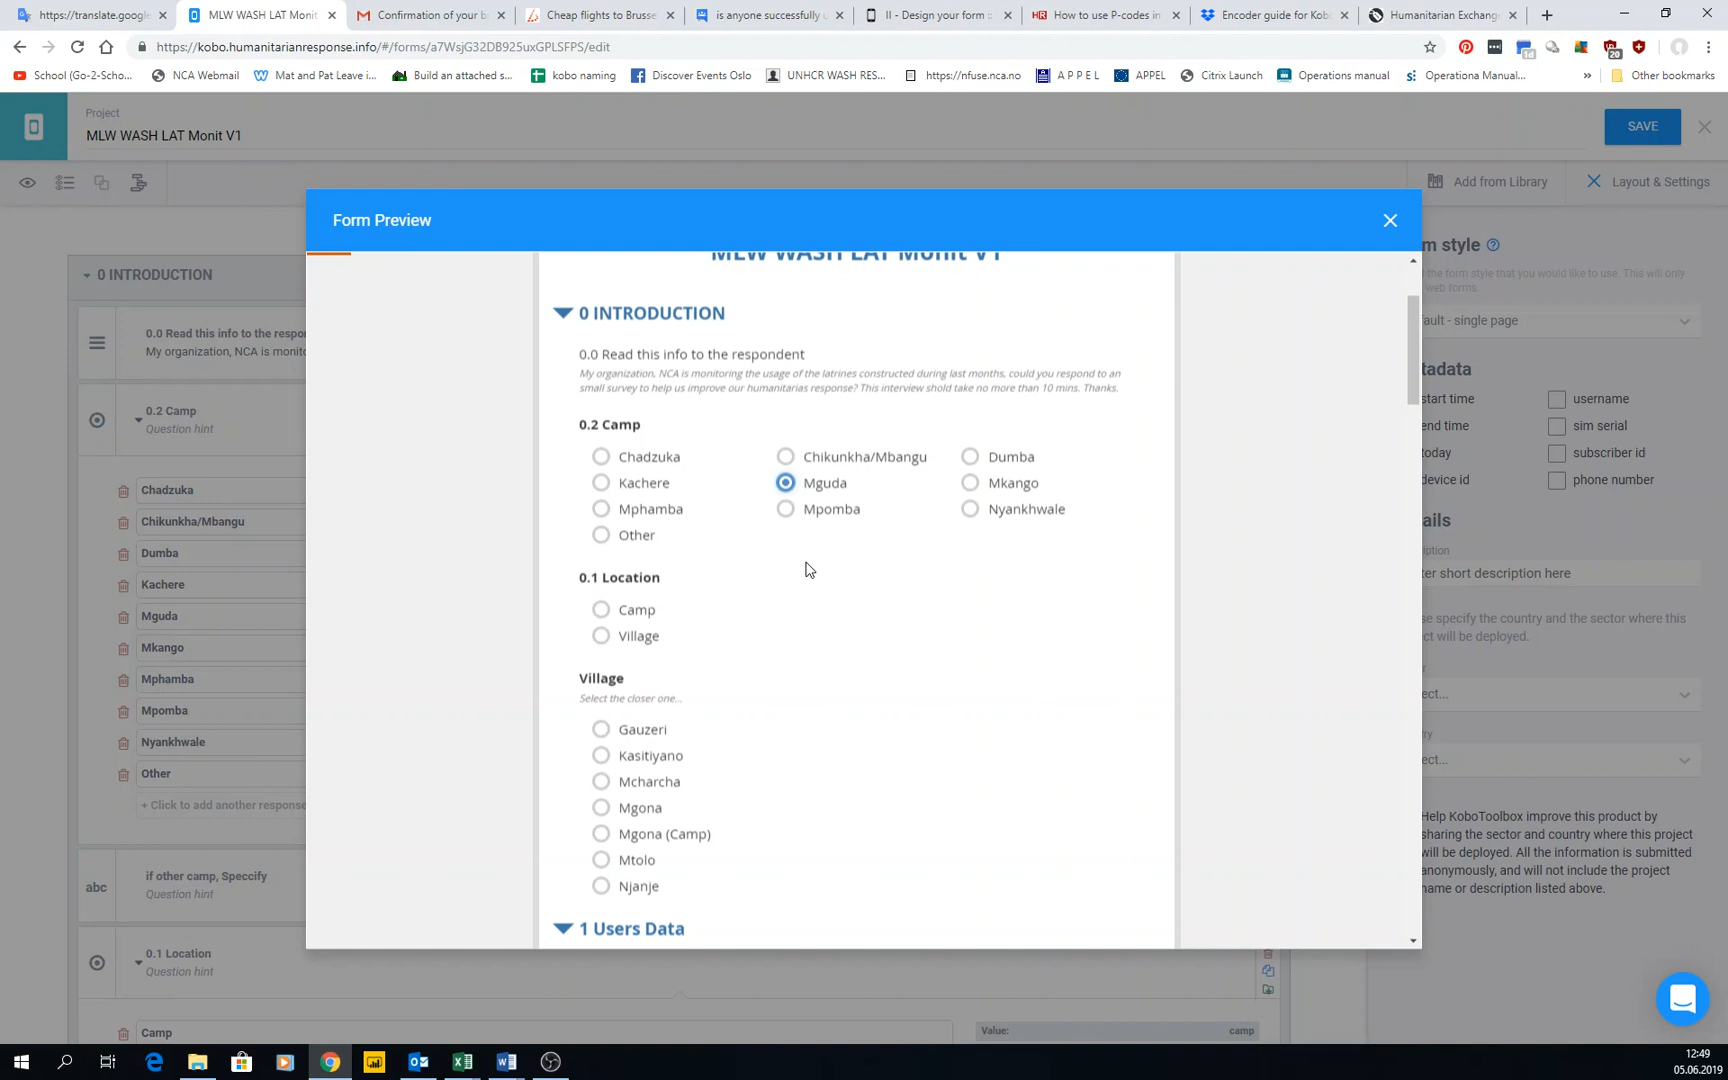 https://translate.google
MLW WASH LAT Monit
Confirmation of your b
Cheap flights to Brusse
is anyone successfully
II - Design your form
How to use P-codes in
Encoder guide for Kob
Humanitarian Exchang
https://kobo.humanitarianresponse.info/#/forms/a7WsjG32DB925uxGPLSFPS/edit
20
1d
School (Go-2-Scho...
NCA Webmail
Mat and Pat Leave i...
Build an attached s...
kobo naming
Discover Events Oslo
UNHCR WASH RES...
https://nfuse.nca.no
A P P E L
APPEL
Citrix Launch
Operations manual
Operationa Manual...
»
Other bookmarks
Project
MLW WASH LAT Monit V1
SAVE
Add from Library
Layout & Settings
Form Preview
MLW WASH LAT Monit V1
0 INTRODUCTION
0.0 Read this info to the respondent
My organization, NCA is monitoring the usage of the latrines constructed during last months, could you respond to an
small survey to help us improve our humanitarias response? This interview shold take no more than 10 mins. Thanks.
0.2 Camp
Chadzuka
Chikunkha/Mbangu
Dumba
Kachere
Mguda
Mkango
Mphamba
Mpomba
Nyankhwale
Other
0.1 Location
Camp
Village
Village
Select the closer one...
Gauzeri
Kasitiyano
Mcharcha
Mgona
Mgona (Camp)
Mtolo
Njanje
1 Users Data
0 INTRODUCTION
0.0 Read this info to the respon
My organization, NCA is monito
0.2 Camp
Question hint
Chadzuka
Chikunkha/Mbangu
Dumba
Kachere
Mguda
Mkango
Mphamba
Mpomba
Nyankhwale
Other
+ Click to add another response
abc
if other camp, Speccify
Question hint
0.1 Location
Question hint
Camp
Value:
camp
m style
the form style that you would like to use. This will only
web forms.
ault - single page
tadata
start time
username
end time
sim serial
today
subscriber id
device id
phone number
ails
iption
ter short description here
se specify the country and the sector where this
ct will be deployed.
r
ect...
ry
ect...
Help KoboToolbox improve this product by
sharing the sector and country where this project
will be deployed. All the information is submitted
anonymously, and will not include the project
name or description listed above.
12:49
05.06.2019